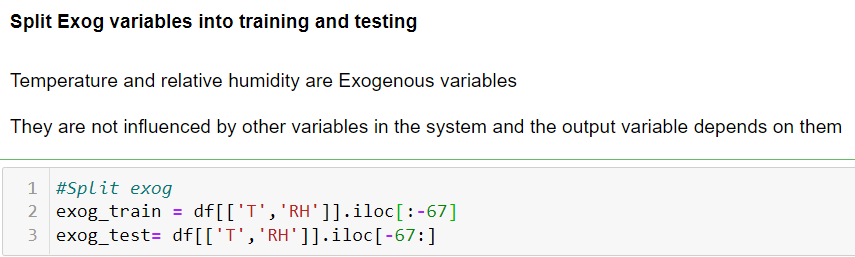 Split Exog variables into training and testing
Temperature and relative humidity are Exogenous variables
They are not influenced by other variables in the system and the output variable depends on them
1 #Split exog
2 exog_train = df[['T','RH']].iloc[:-67]
3 exog_test= df[['T','RH']].iloc[-67:]